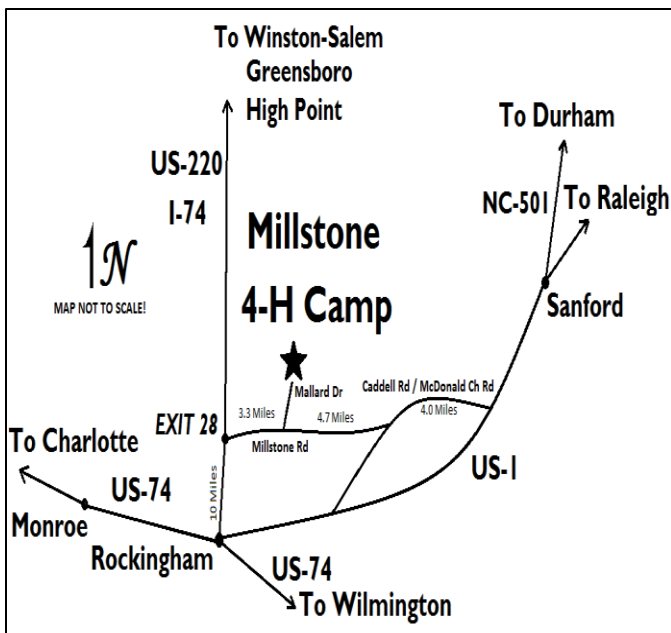 To Winston-Salem
Greensboro
High Point
To Durham
US-220
I-74
NC-501
To Raleigh
Millstone
4-H Camp
N
MAP NOT TO SCALE!
Sanford
Mallard Dr
Caddell Rd / McDonald Ch Rd
3.3 Miles
4.7 Miles
4.0 Miles
EXIT 28
Millstone Rd
To Charlotte
US-74
10 Miles
US-1
Monroe
Rockingham
US-74
To Wilmington